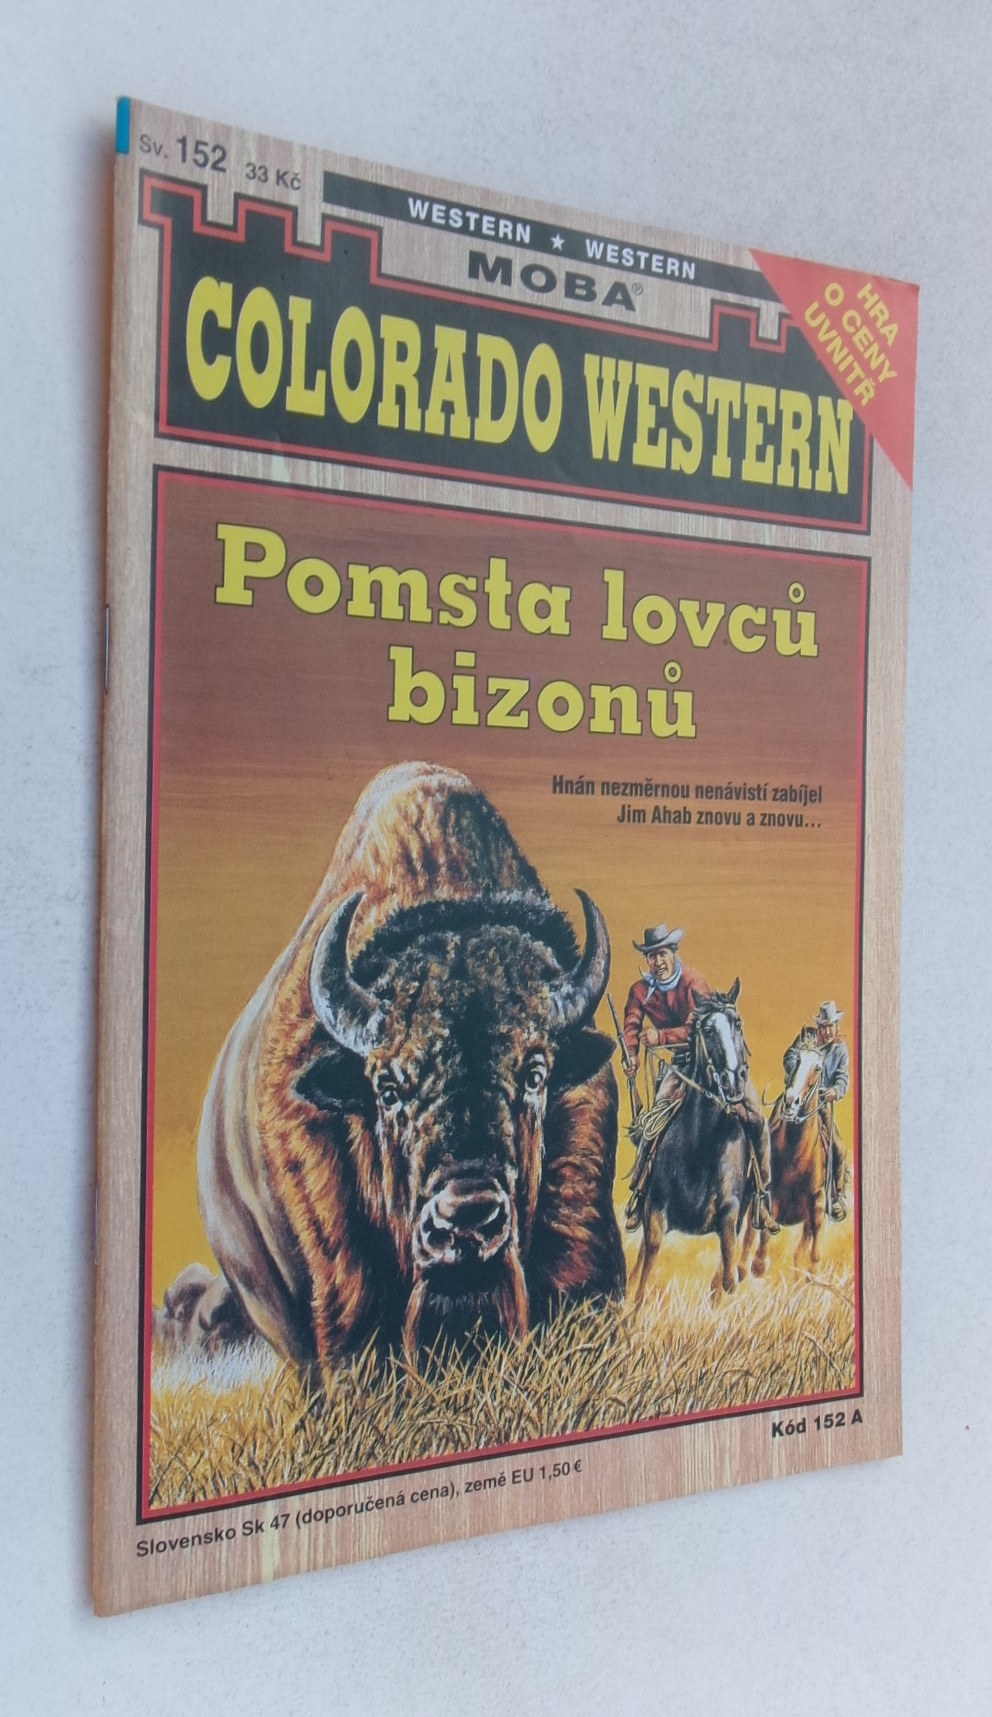 Sv. 152 33 Kč
WESTERN ★ WESTERN
MOBA®
HRA
O CENY
UVNITŘ
COLORADO WESTERN
Pomsta lovců
bizonů
Hnán nezměrnou nenávistí zabíjel
Jim Ahab znovu a znovu...
Kód 152 A
Slovensko Sk 47 (doporučená cena), země EU 1,50 €